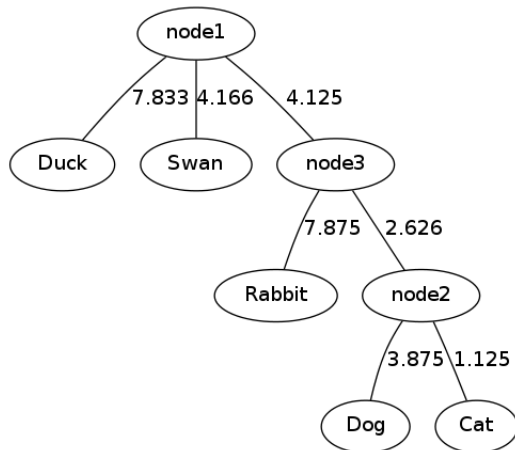 node1
7.833 4.166 4.125
Duck Swan node3
7.875 2.626
Rabbit node2
3.875 1.125
Dog Cat